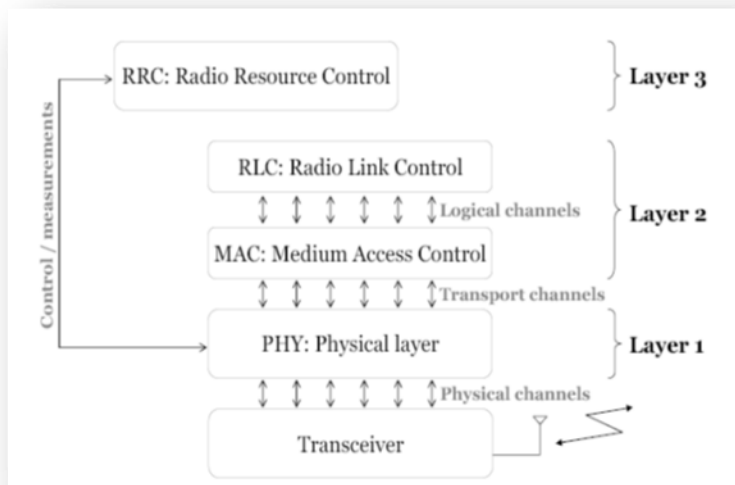 RRC: Radio Resource Control
Layer 3
Control / measurements
RLC: Radio Link Control
Logical channels
Layer 2
MAC: Medium Access Control
Transport channels
PHY: Physical layer
Layer 1
Physical channels
Transceiver